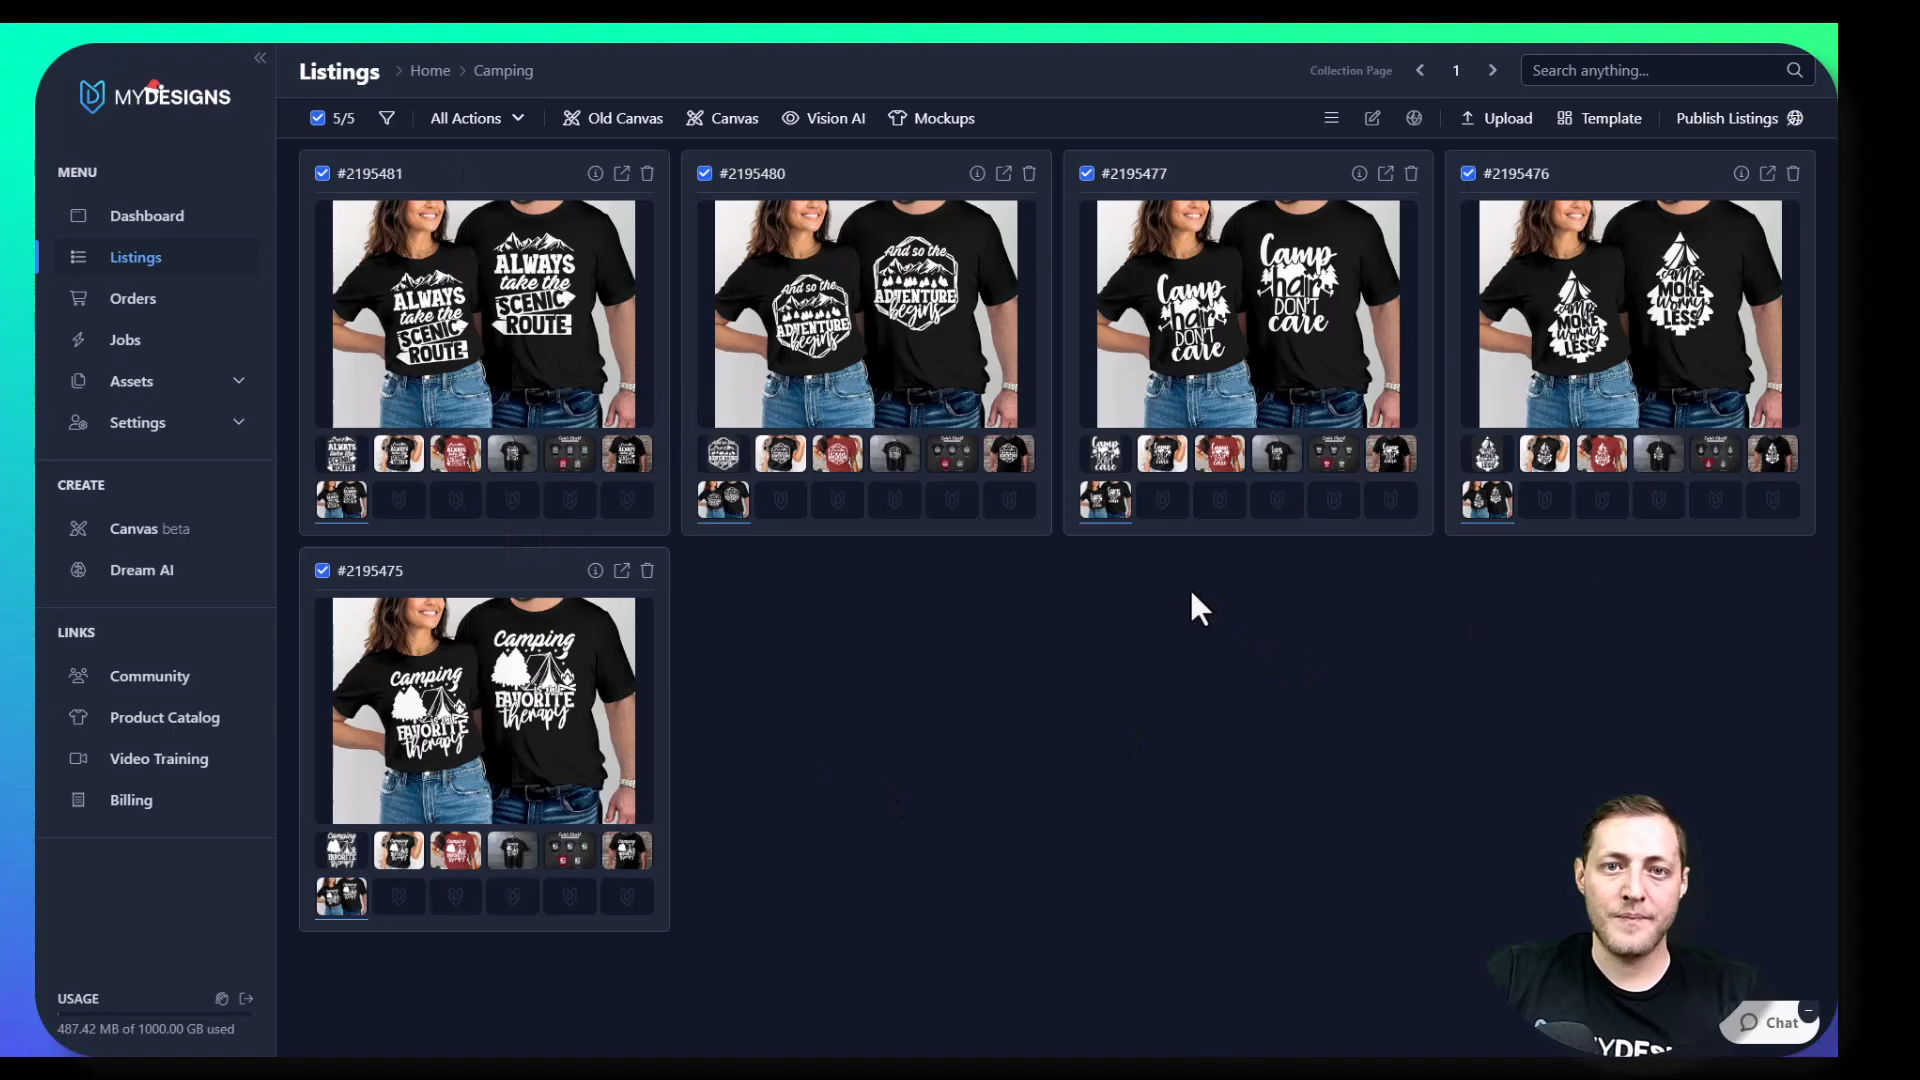 MYDESIGNS
MENU
Dashboard
Listings
Orders
Jobs
Assets
Settings
CREATE
Canvas beta
Dream AI
LINKS
Community
Product Catalog
Video Training
Billing
USAGE
487.42 MB of 1000.00 GB used
Listings > Home > Camping
Collection Page 1
Search anything...
5/5
All Actions
Old Canvas
Canvas
Vision AI
Mockups
Upload
Template
Publish Listings
#2195481
ALWAYS
take the
SCENIC
ROUTE
ALWAYS
take the
SCENIC
ROUTE
#2195480
And so the
ADVENTURE
begins
And so the
ADVENTURE
begins
#2195477
Camp
hair
DON'T
care
Camp
hair
DON'T
care
#2195476
camp
MORE
worry
LESS
camp
MORE
worry
LESS
#2195475
Camping
is my
FAVORITE
therapy
Camping
is my
FAVORITE
therapy
Chat